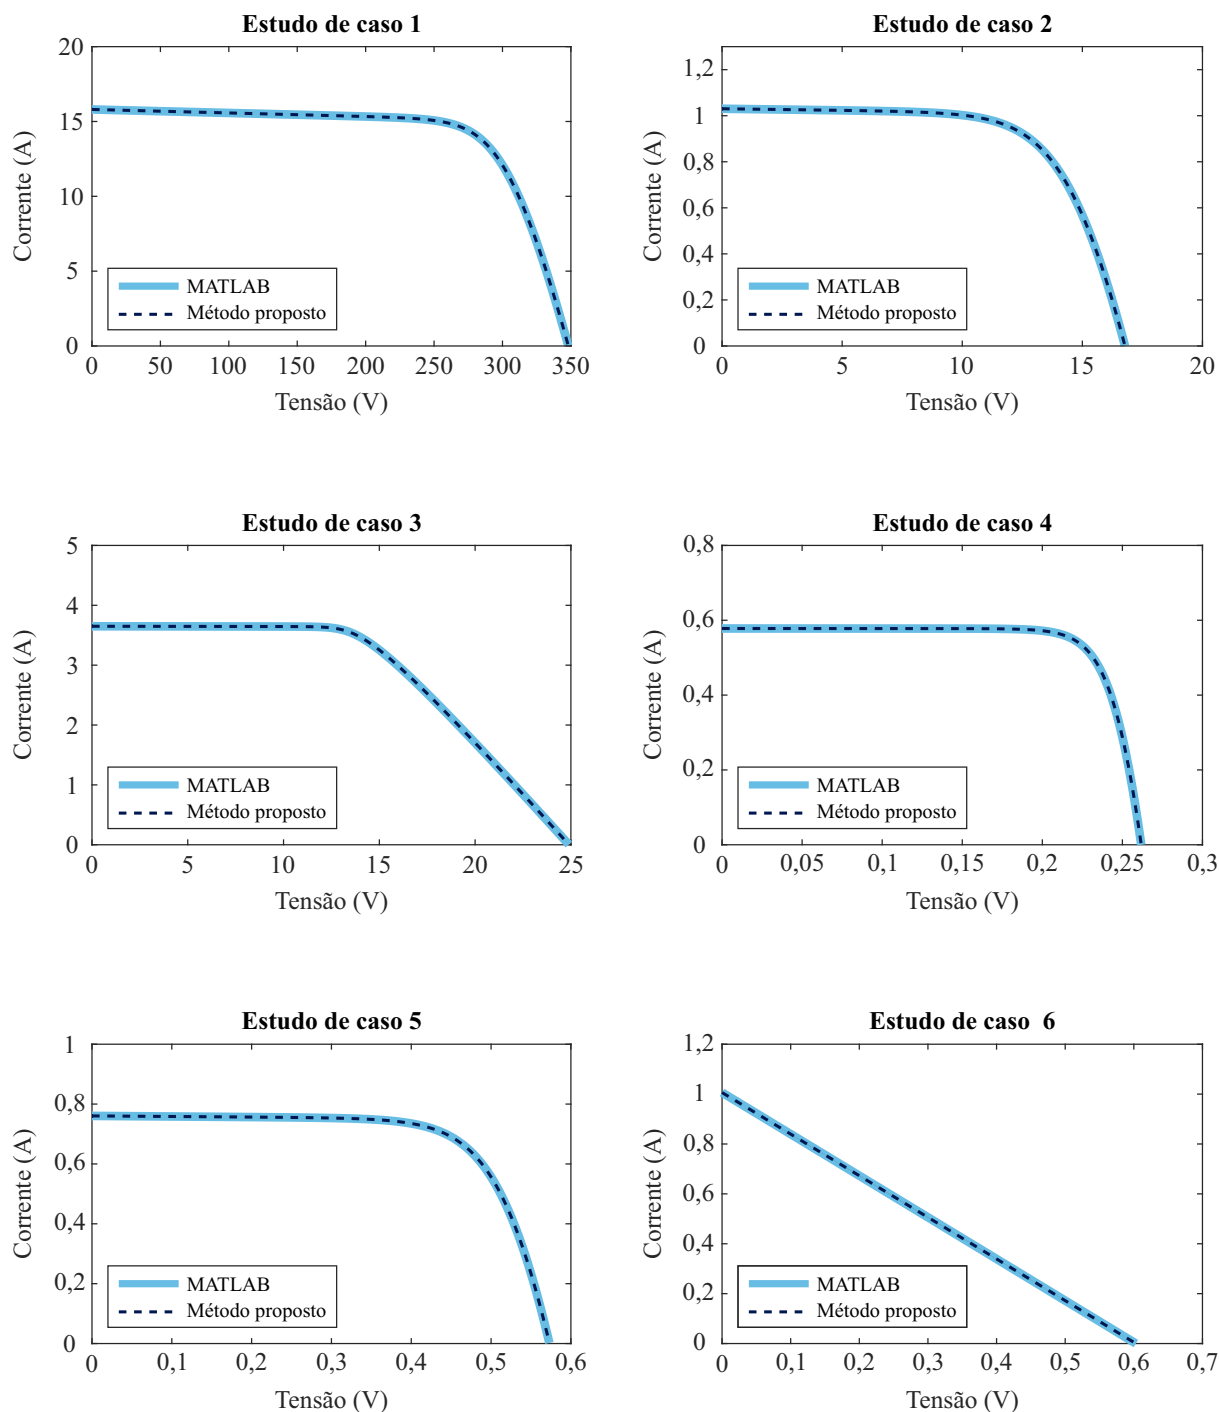 Estudo de caso 1
Corrente (A)
20
15
10
5
0
MATLAB
Método proposto
0 50 100 150 200 250 300 350
Tensão (V)
Estudo de caso 2
Corrente (A)
1,2
1
0,8
0,6
0,4
0,2
0
MATLAB
Método proposto
0 5 10 15 20
Tensão (V)
Estudo de caso 3
Corrente (A)
5
4
3
2
1
0
MATLAB
Método proposto
0 5 10 15 20 25
Tensão (V)
Estudo de caso 4
Corrente (A)
0,8
0,6
0,4
0,2
0
MATLAB
Método proposto
0 0,05 0,1 0,15 0,2 0,25 0,3
Tensão (V)
Estudo de caso 5
Corrente (A)
1
0,8
0,6
0,4
0,2
0
MATLAB
Método proposto
0 0,1 0,2 0,3 0,4 0,5 0,6
Tensão (V)
Estudo de caso 6
Corrente (A)
1,2
1
0,8
0,6
0,4
0,2
0
MATLAB
Método proposto
0 0,1 0,2 0,3 0,4 0,5 0,6 0,7
Tensão (V)